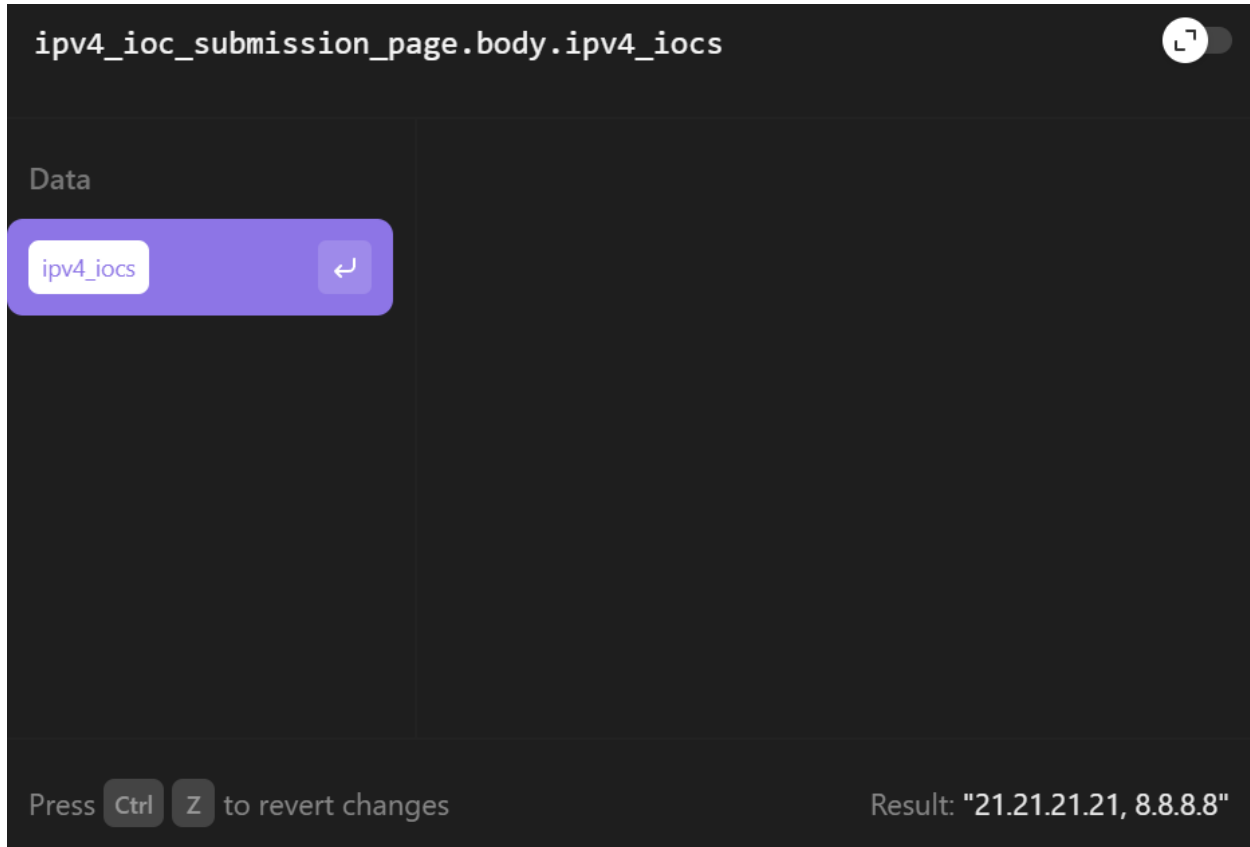 ipv4_ioc_submission_page.body.ipv4_iocs
Data
ipv4_iocs
Press Ctrl Z to revert changes
Result: "21.21.21.21, 8.8.8.8"